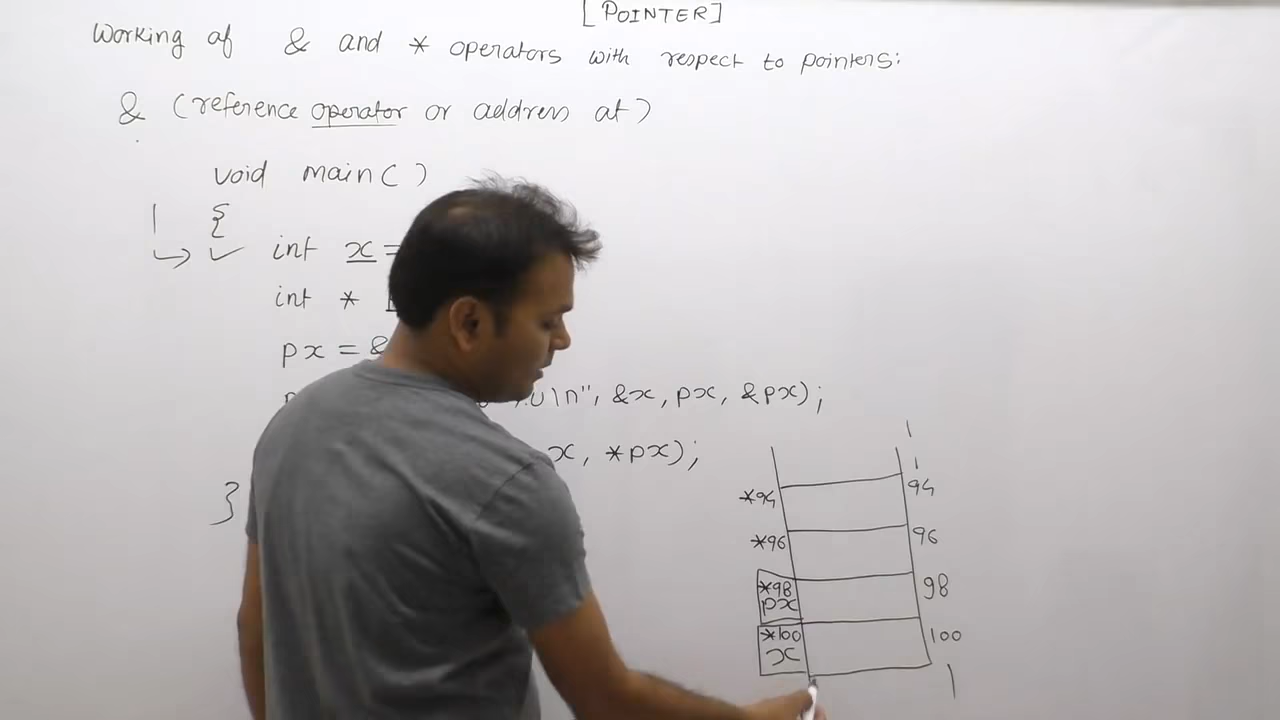 [POINTER]
Working of & and * operators with respect to pointers:
& (reference operator or address at)
void main( )
{
int x =
int *
px = &
\n", &x, px, &px);
x, *px);
}
*94 94
*96 96
*98 98
px
*100 100
x